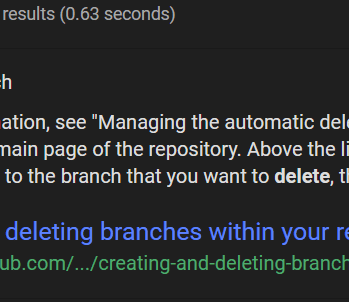 results (0.63 seconds)
ch
ation, see "Managing the automatic dele
main page of the repository. Above the li
to the branch that you want to delete, t
deleting branches within your re
ub.com/.../creating-and-deleting-branch